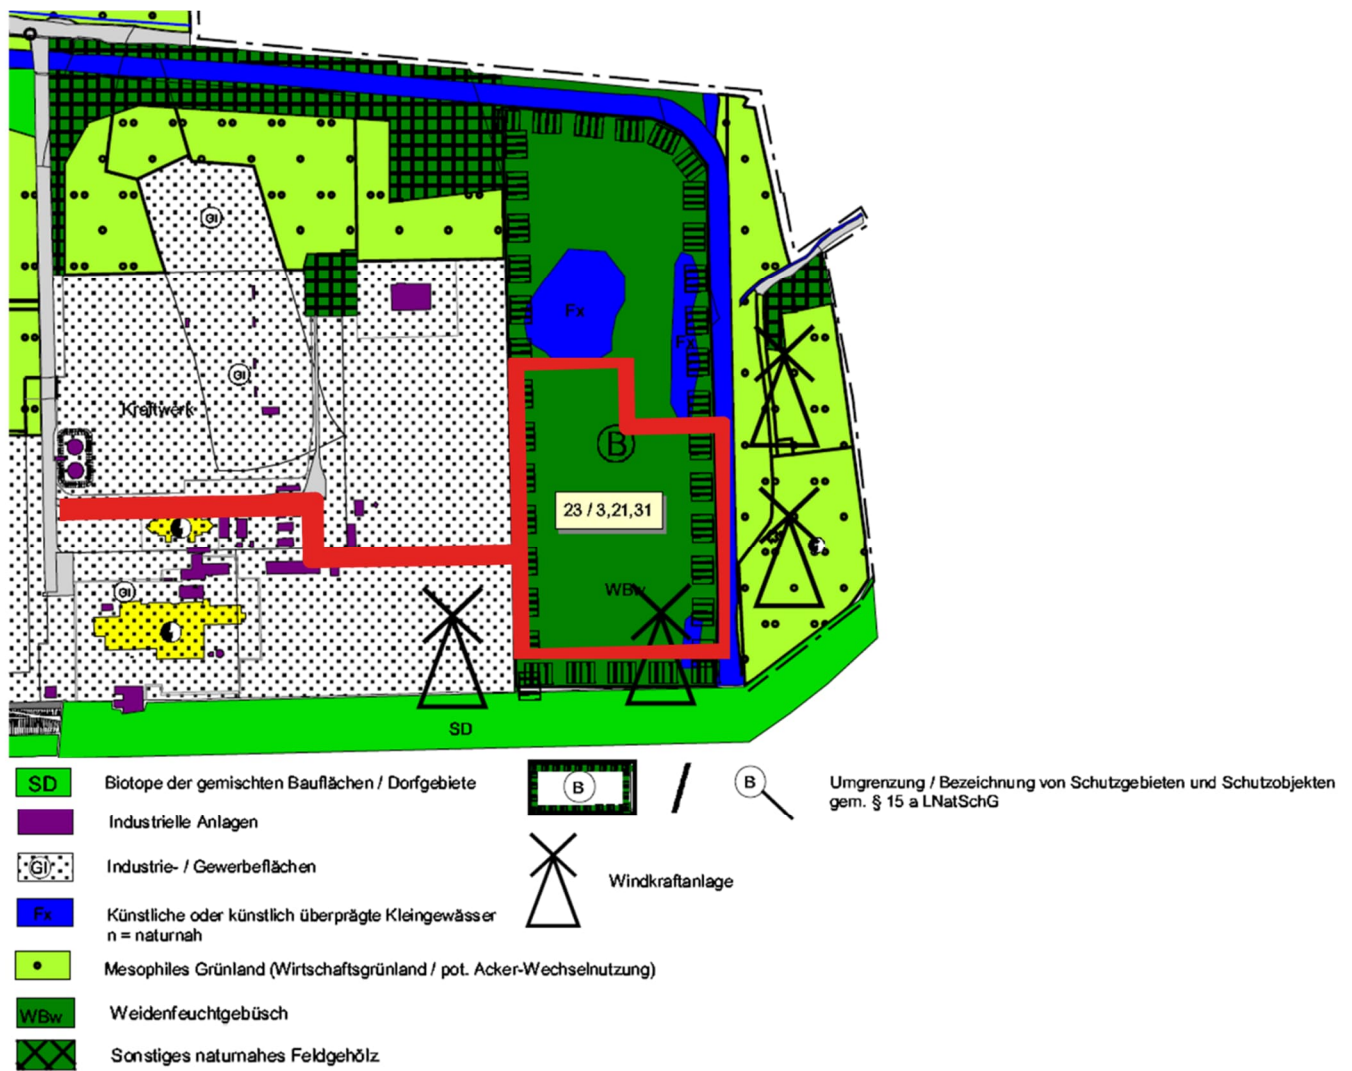 GI
Fx
Fx
GI
Kraftwerk
B
23 / 3,21,31
WBw
GI
SD
SD Biotope der gemischten Bauflächen / Dorfgebiete
Industrielle Anlagen
GI Industrie- / Gewerbeflächen
Fx Künstliche oder künstlich überprägte Kleingewässer
n = naturnah
Mesophiles Grünland (Wirtschaftsgrünland / pot. Acker-Wechselnutzung)
WBw Weidenfeuchtgebüsch
Sonstiges naturnahes Feldgehölz
B / B Umgrenzung / Bezeichnung von Schutzgebieten und Schutzobjekten
gem. § 15 a LNatSchG
Windkraftanlage